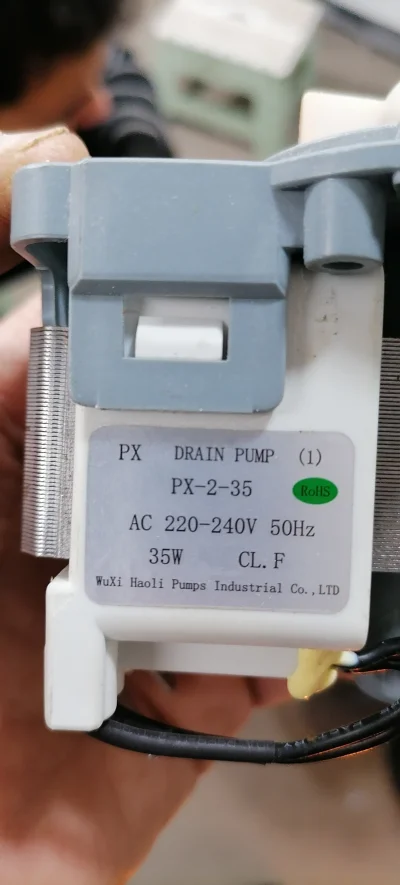 PX DRAIN PUMP (1)
PX-2-35 RoHS
AC 220-240V 50Hz
35W CL.F
WuXi Haoli Pumps Industrial Co.,LTD